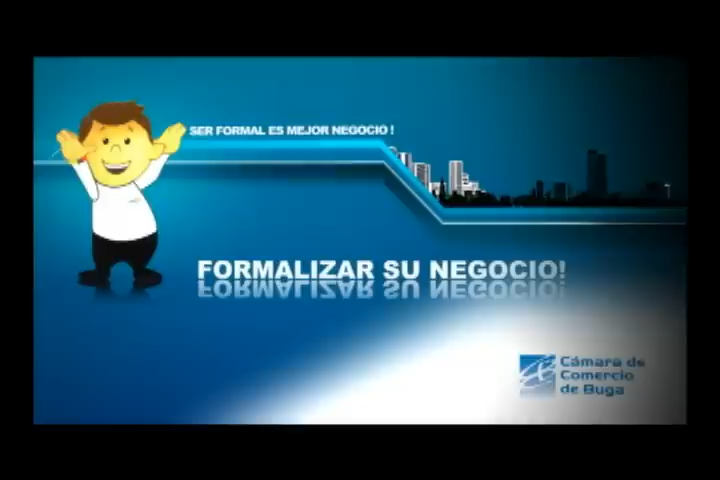 SER FORMAL ES MEJOR NEGOCIO!
FORMALIZAR SU NEGOCIO!
Cámara de
Comercio
de Buga